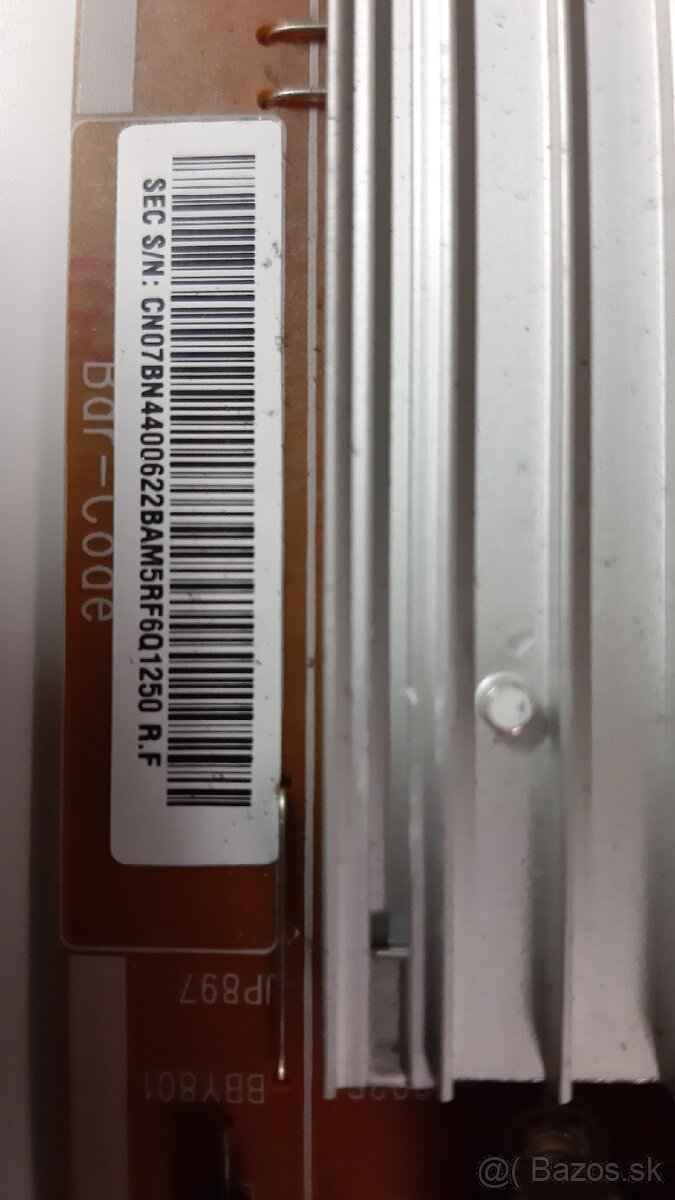 SEC S/N: CN07BN4400622BAM5RF6Q1250 R.F
Bar-Code
JP897
BBY801
@( Bazos.sk